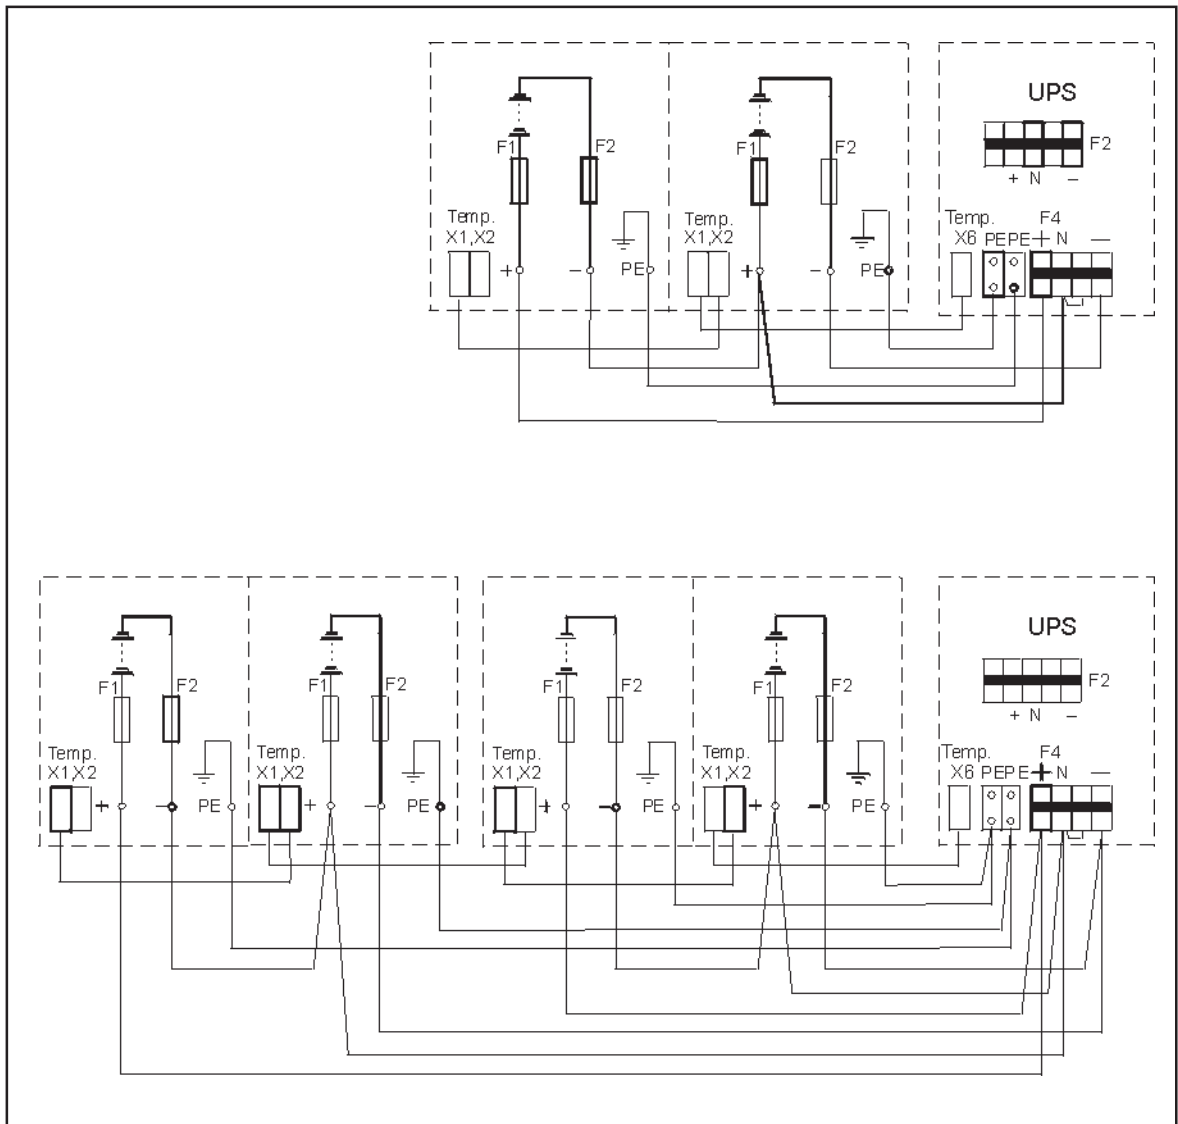 UPS
F2
+ N −
F1 F2 F1 F2
Temp.
X1,X2
+ − PE
Temp.
X1,X2
+ − PE
Temp. F4
X6 PE PE + N −
UPS
F2
+ N −
F1 F2 F1 F2 F1 F2 F1 F2
Temp.
X1,X2
+ − PE
Temp.
X1,X2
+ − PE
Temp.
X1,X2
+ − PE
Temp.
X1,X2
+ − PE
Temp. F4
X6 PE PE + N −